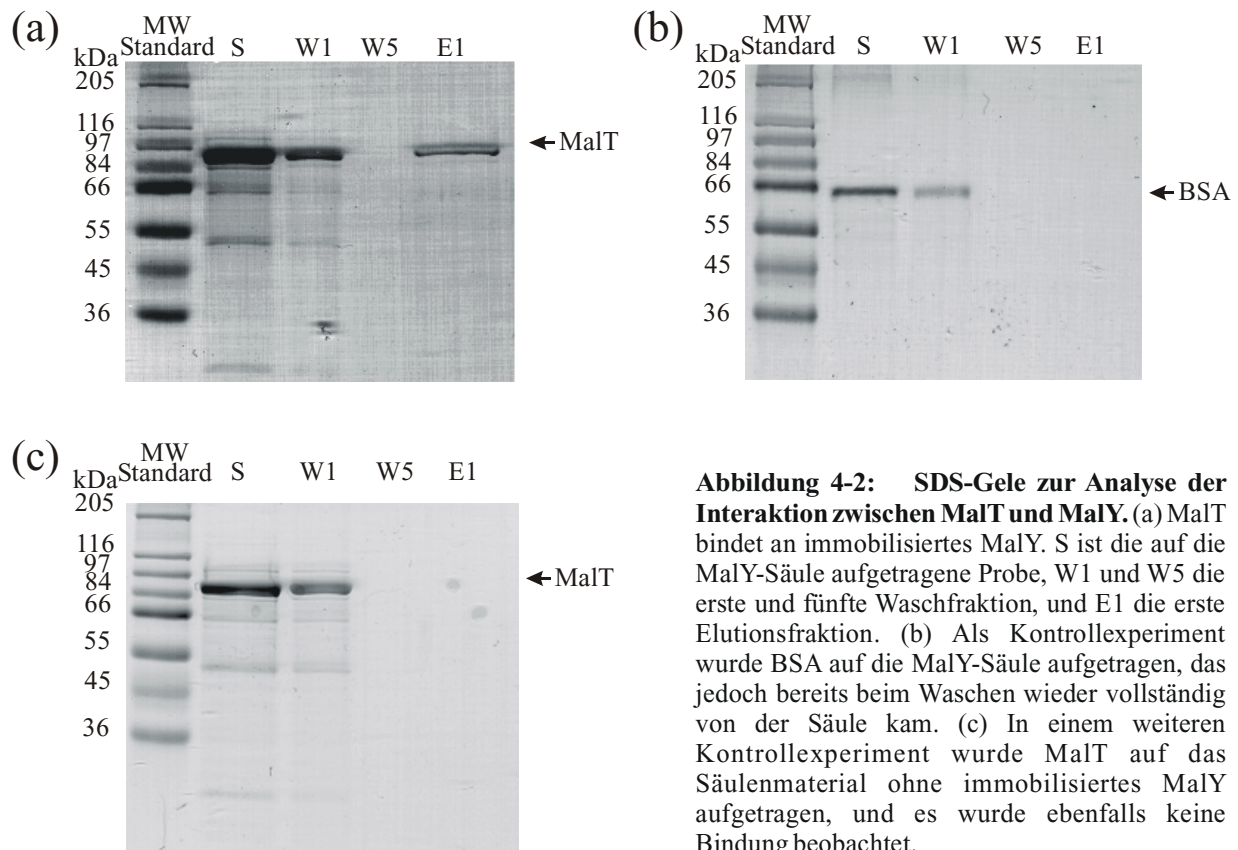 (a)
MW
kDa Standard S W1 W5 E1
205
116
97
84
66
55
45
36
MalT
(b)
MW
kDa Standard S W1 W5 E1
205
116
97
84
66
55
45
36
BSA
(c)
MW
kDa Standard S W1 W5 E1
205
116
97
84
66
55
45
36
MalT
Abbildung 4-2: SDS-Gele zur Analyse der
Interaktion zwischen MalT und MalY. (a) MalT
bindet an immobilisiertes MalY. S ist die auf die
MalY-Säule aufgetragene Probe, W1 und W5 die
erste und fünfte Waschfraktion, und E1 die erste
Elutionsfraktion. (b) Als Kontrollexperiment
wurde BSA auf die MalY-Säule aufgetragen, das
jedoch bereits beim Waschen wieder vollständig
von der Säule kam. (c) In einem weiteren
Kontrollexperiment wurde MalT auf das
Säulenmaterial ohne immobilisiertes MalY
aufgetragen, und es wurde ebenfalls keine
Bindung beobachtet.